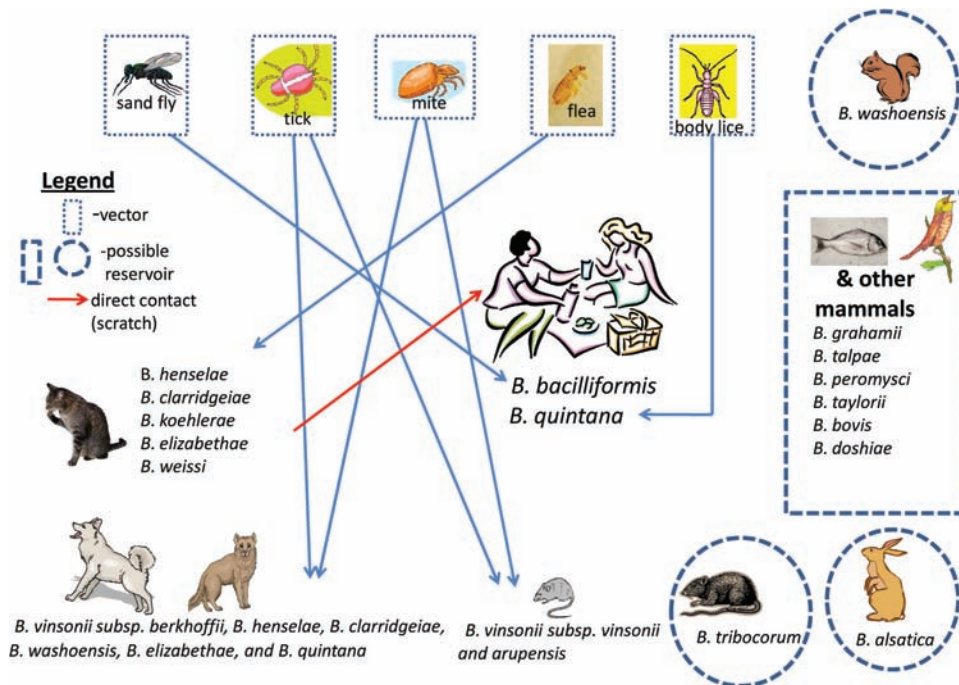 sand fly
tick
mite
flea
body lice
B. washoensis
Legend
-vector
-possible
reservoir
direct contact
(scratch)
& other
mammals
B. grahamii
B. talpae
B. peromysci
B. taylorii
B. bovis
B. doshiae
B. henselae
B. clarridgeiae
B. koehlerae
B. elizabethae
B. weissi
B. bacilliformis
B. quintana
B. vinsonii subsp. berkhoffii, B. henselae, B. clarridgeiae,
B. washoensis, B. elizabethae, and B. quintana
B. vinsonii subsp. vinsonii
and arupensis
B. tribocorum
B. alsatica